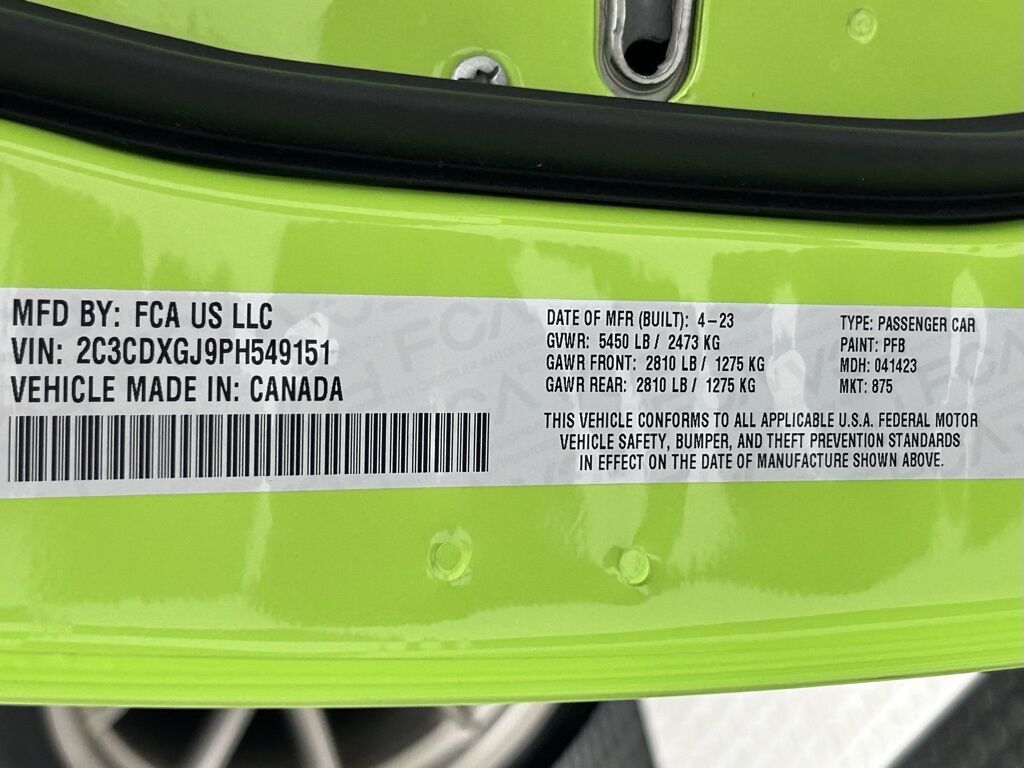 MFD BY: FCA US LLC
VIN: 2C3CDXGJ9PH549151
VEHICLE MADE IN: CANADA
DATE OF MFR (BUILT): 4-23
GVWR: 5450 LB / 2473 KG
GAWR FRONT: 2810 LB / 1275 KG
GAWR REAR: 2810 LB / 1275 KG
TYPE: PASSENGER CAR
PAINT: PFB
MDH: 041423
MKT: 875
THIS VEHICLE CONFORMS TO ALL APPLICABLE U.S.A. FEDERAL MOTOR
VEHICLE SAFETY, BUMPER, AND THEFT PREVENTION STANDARDS
IN EFFECT ON THE DATE OF MANUFACTURE SHOWN ABOVE.